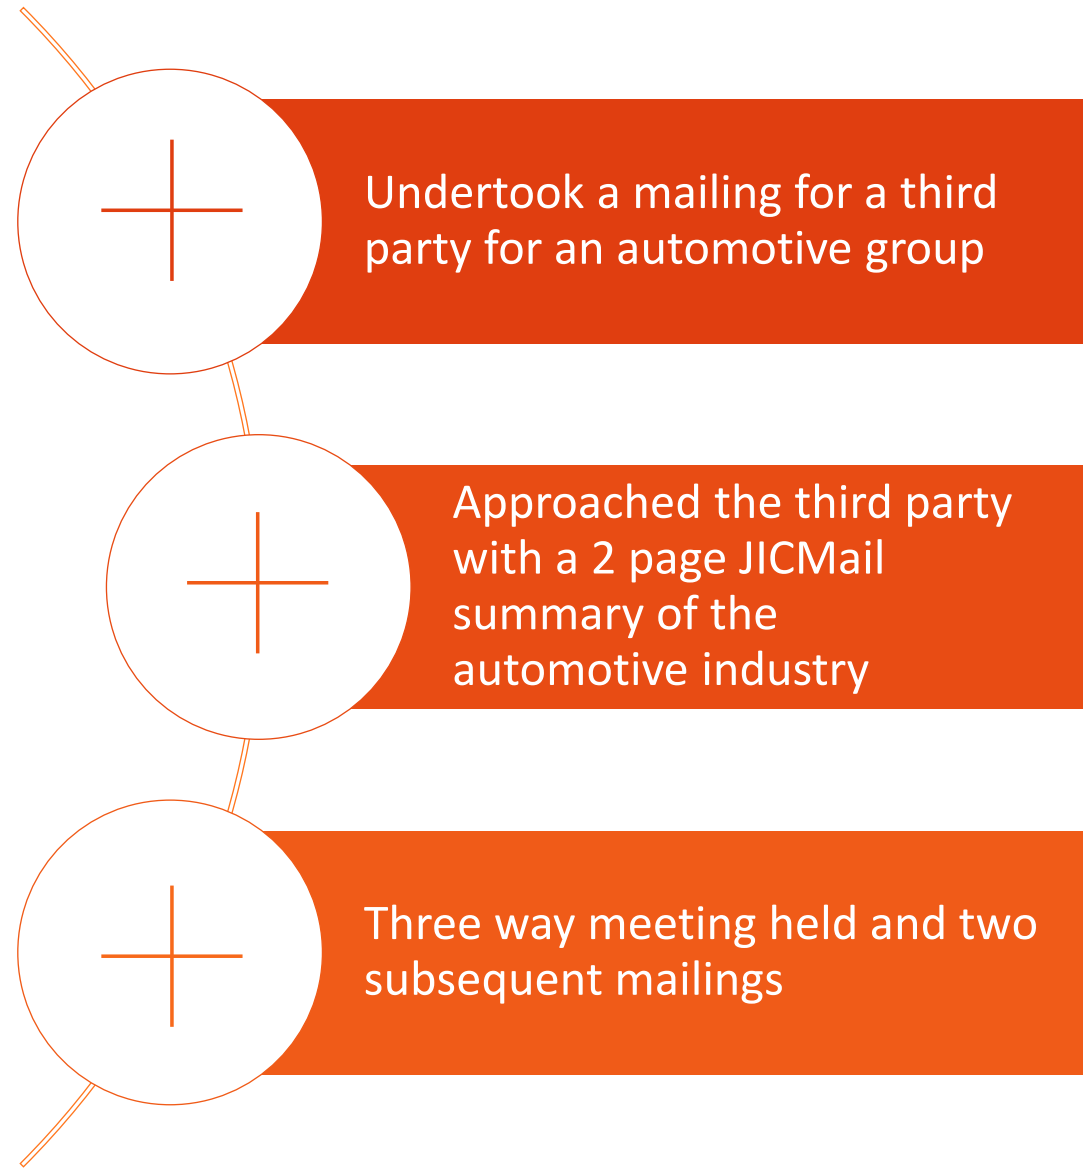 Undertook a mailing for a third
party for an automotive group
Approached the third party
with a 2 page JICMail
summary of the
automotive industry
Three way meeting held and two
subsequent mailings